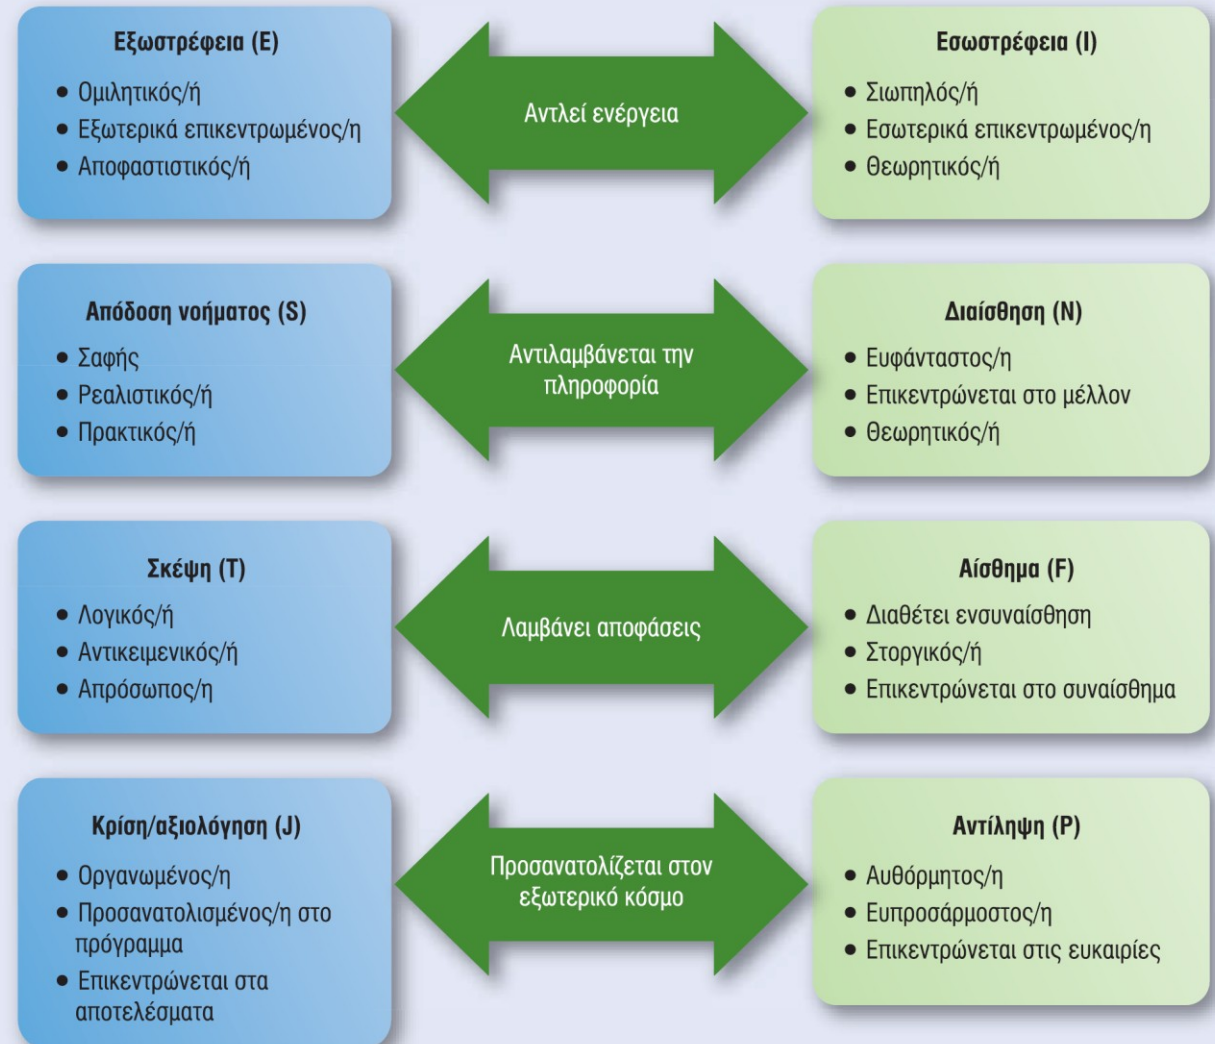 Εξωστρέφεια (E)
• Ομιλητικός/ή
• Εξωτερικά επικεντρωμένος/η
• Αποφαστιστικός/ή
Αντλεί ενέργεια
Εσωστρέφεια (I)
• Σιωπηλός/ή
• Εσωτερικά επικεντρωμένος/η
• Θεωρητικός/ή
Απόδοση νοήματος (S)
• Σαφής
• Ρεαλιστικός/ή
• Πρακτικός/ή
Αντιλαμβάνεται την
πληροφορία
Διαίσθηση (N)
• Ευφάνταστος/η
• Επικεντρώνεται στο μέλλον
• Θεωρητικός/ή
Σκέψη (T)
• Λογικός/ή
• Αντικειμενικός/ή
• Απρόσωπος/η
Λαμβάνει αποφάσεις
Αίσθημα (F)
• Διαθέτει ενσυναίσθηση
• Στοργικός/ή
• Επικεντρώνεται στο συναίσθημα
Κρίση/αξιολόγηση (J)
• Οργανωμένος/η
• Προσανατολισμένος/η στο
πρόγραμμα
• Επικεντρώνεται στα
αποτελέσματα
Προσανατολίζεται στον
εξωτερικό κόσμο
Αντίληψη (P)
• Αυθόρμητος/η
• Ευπροσάρμοστος/η
• Επικεντρώνεται στις ευκαιρίες